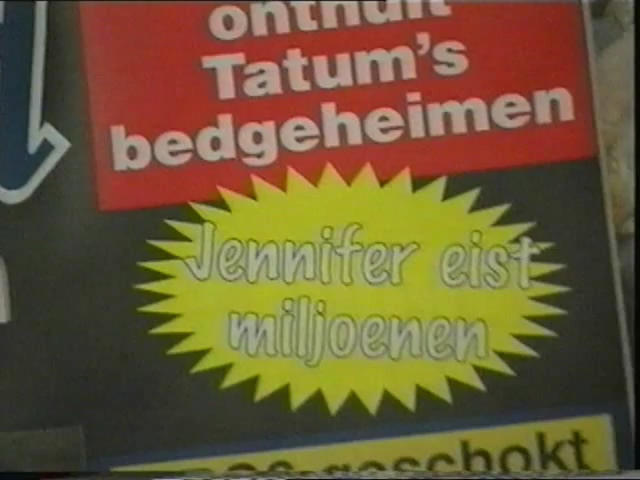 onthult
Tatum's
bedgeheimen
Jennifer eist
miljoenen
geschokt